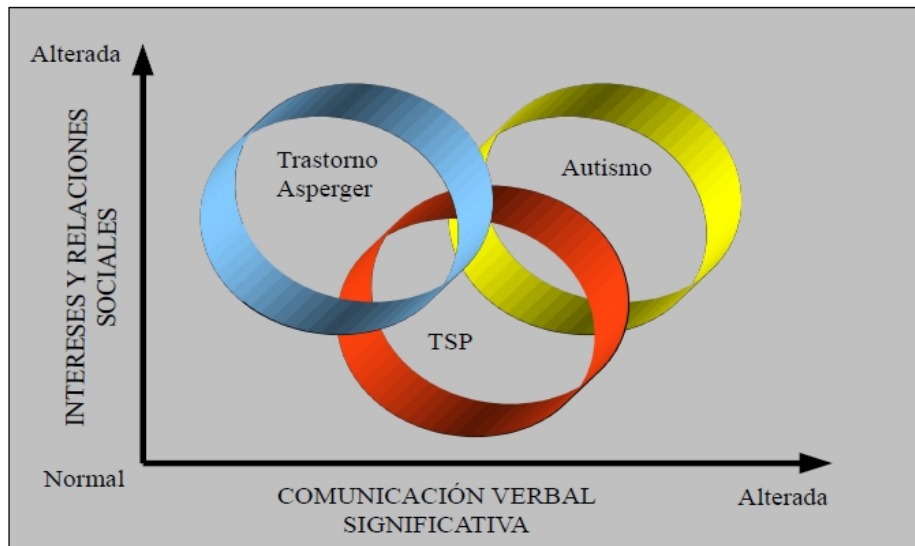 Alterada
INTERESES Y RELACIONES
SOCIALES
Trastorno
Asperger
Autismo
TSP
Normal
COMUNICACIÓN VERBAL
SIGNIFICATIVA
Alterada